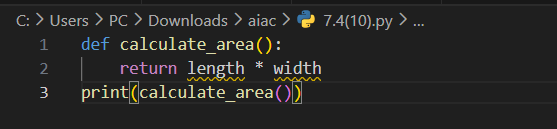 C: > Users > PC > Downloads > aiac > 7.4(10).py > ...
1 def calculate_area():
2     return length * width
3 print(calculate_area())